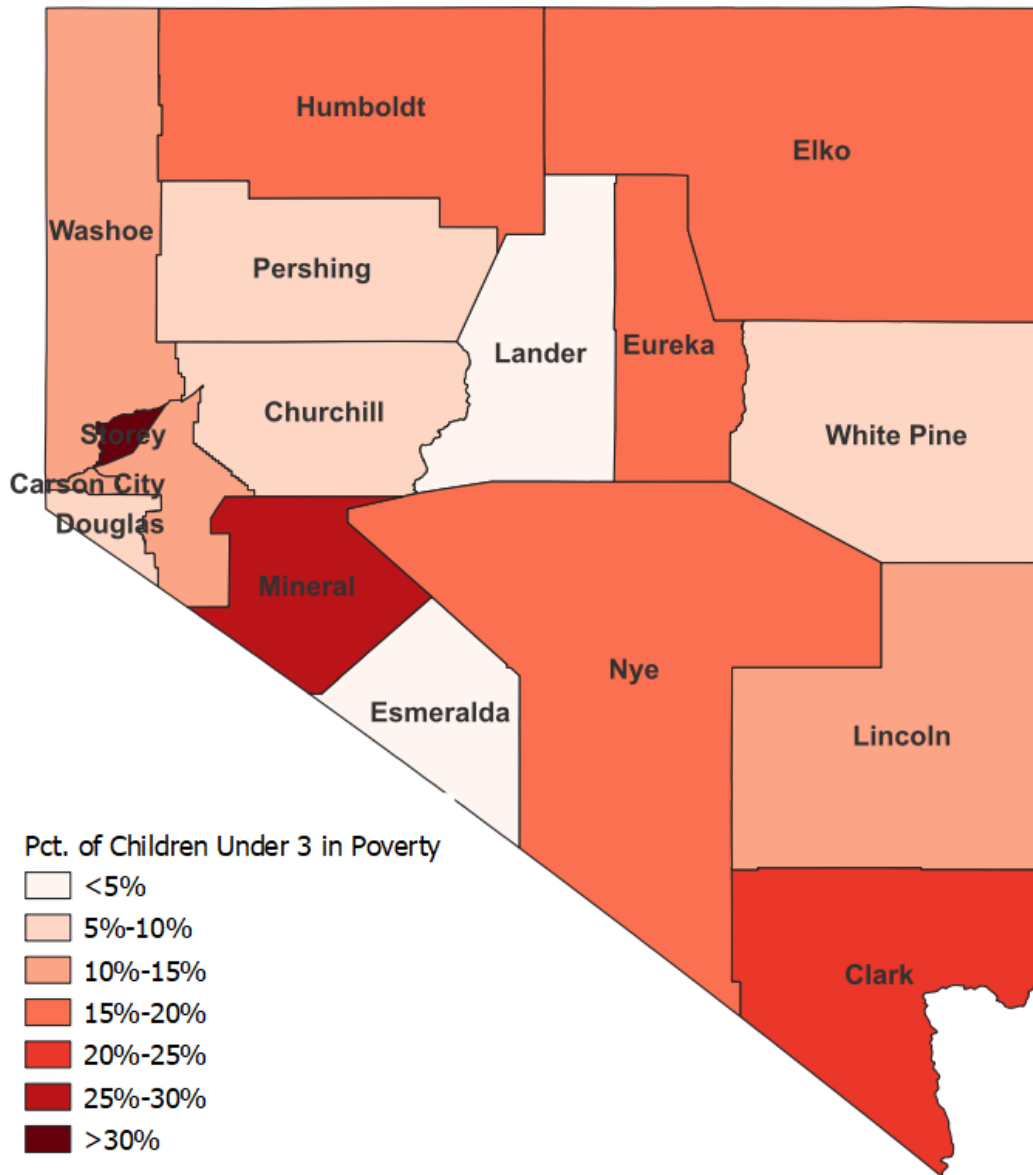 Humboldt
Elko
Washoe
Pershing
Lander
Eureka
Churchill
Storey
White Pine
Carson City
Douglas
Mineral
Nye
Esmeralda
Lincoln
Clark
Pct. of Children Under 3 in Poverty
<5%
5%-10%
10%-15%
15%-20%
20%-25%
25%-30%
>30%